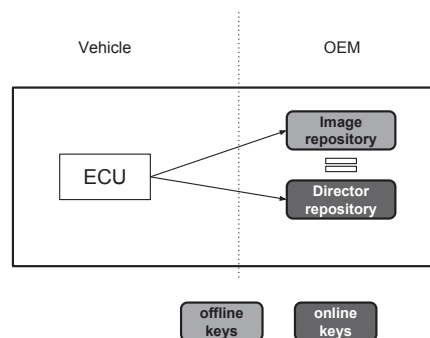 Vehicle
OEM
Image
repository
ECU
Director
repository
offline
keys
online
keys